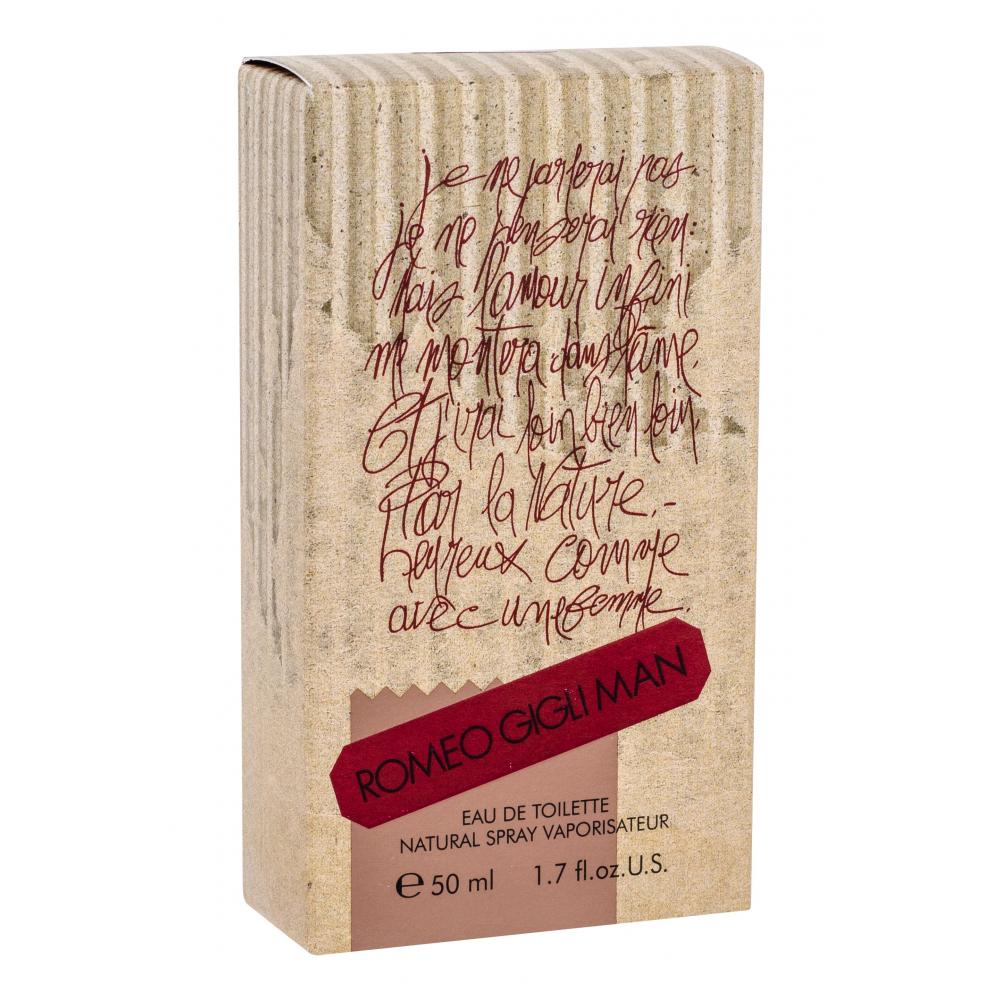 je ne parlerai pas
je ne penserai rien:
Mais l'amour infini
me montera dans l'âme,
Et j'irai loin, bien loin,
Par la Nature, -
heureux comme
avec une femme.
ROMEO GIGLI MAN
EAU DE TOILETTE
NATURAL SPRAY VAPORISATEUR
℮ 50 ml 1.7 fl.oz.U.S.